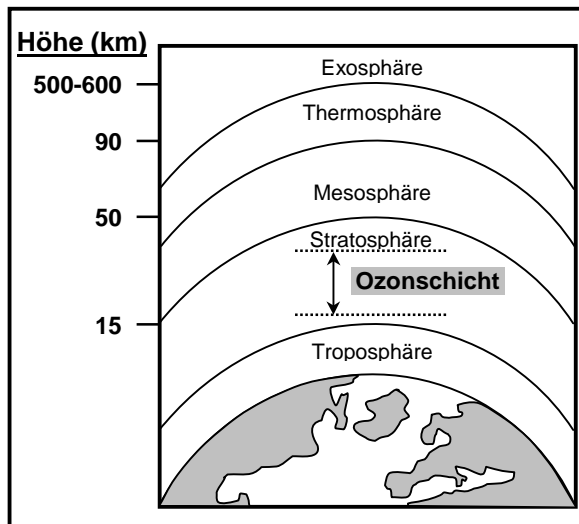 Höhe (km)
Exosphäre
500-600
Thermosphäre
90
Mesosphäre
50
Stratosphäre
Ozonschicht
15
Troposphäre